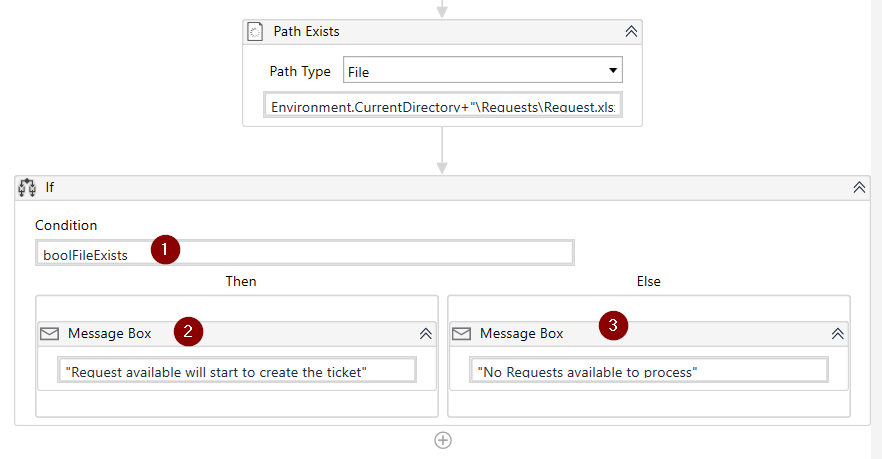 Path Exists
Path Type File
Environment.CurrentDirectory+"\Requests\Request.xls
If
Condition
boolFileExists 1
Then Else
Message Box 2 Message Box 3
"Request available will start to create the ticket" "No Requests available to process"